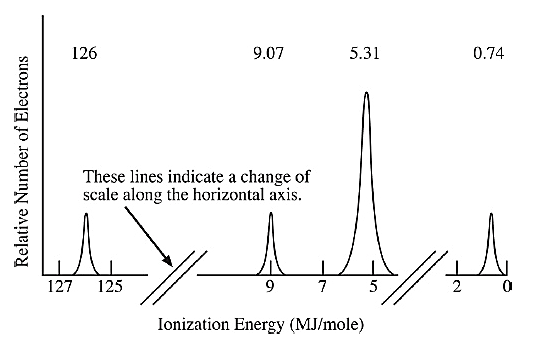 126 9.07 5.31 0.74
Relative Number of Electrons
These lines indicate a change of
scale along the horizontal axis.
127 125 9 7 5 2 0
Ionization Energy (MJ/mole)